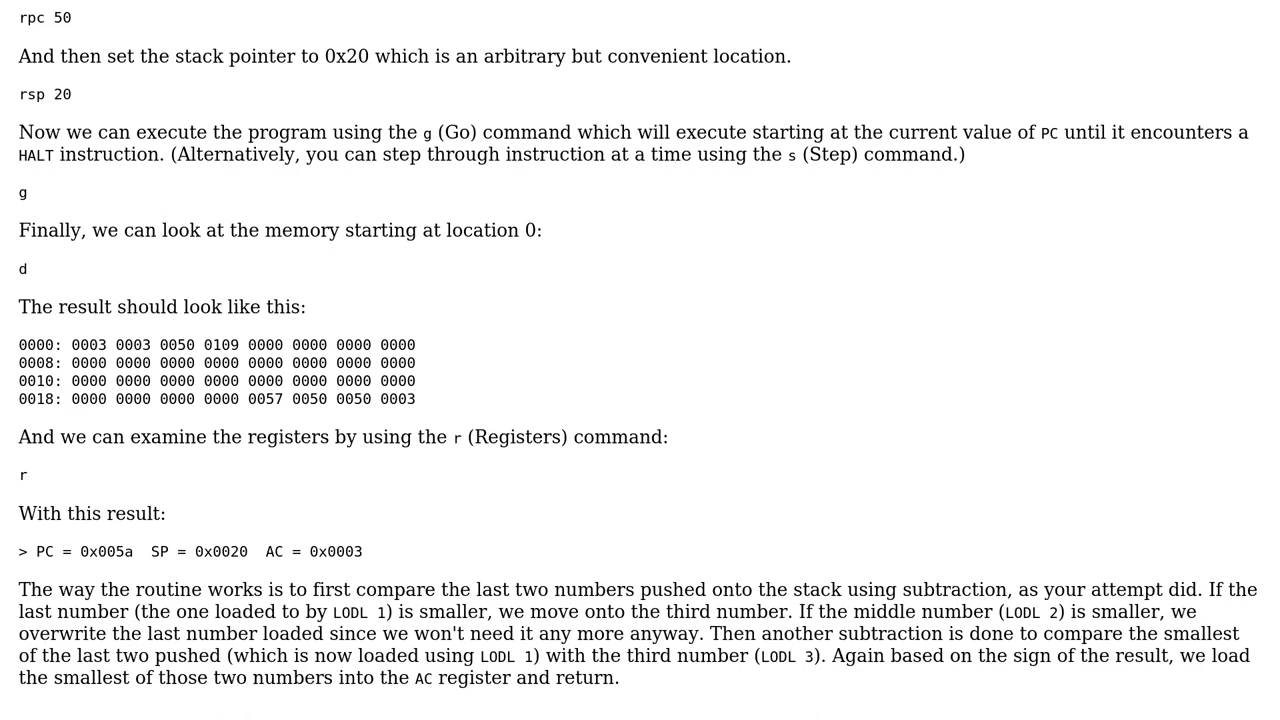 rpc 50
And then set the stack pointer to 0x20 which is an arbitrary but convenient location.
rsp 20
Now we can execute the program using the g (Go) command which will execute starting at the current value of PC until it encounters a
HALT instruction. (Alternatively, you can step through instruction at a time using the s (Step) command.)
g
Finally, we can look at the memory starting at location 0:
d
The result should look like this:
0000: 0003 0003 0050 0109 0000 0000 0000 0000
0008: 0000 0000 0000 0000 0000 0000 0000 0000
0010: 0000 0000 0000 0000 0000 0000 0000 0000
0018: 0000 0000 0000 0000 0057 0050 0050 0003
And we can examine the registers by using the r (Registers) command:
r
With this result:
> PC = 0x005a  SP = 0x0020  AC = 0x0003
The way the routine works is to first compare the last two numbers pushed onto the stack using subtraction, as your attempt did. If the
last number (the one loaded to by LODL 1) is smaller, we move onto the third number. If the middle number (LODL 2) is smaller, we
overwrite the last number loaded since we won't need it any more anyway. Then another subtraction is done to compare the smallest
of the last two pushed (which is now loaded using LODL 1) with the third number (LODL 3). Again based on the sign of the result, we load
the smallest of those two numbers into the AC register and return.